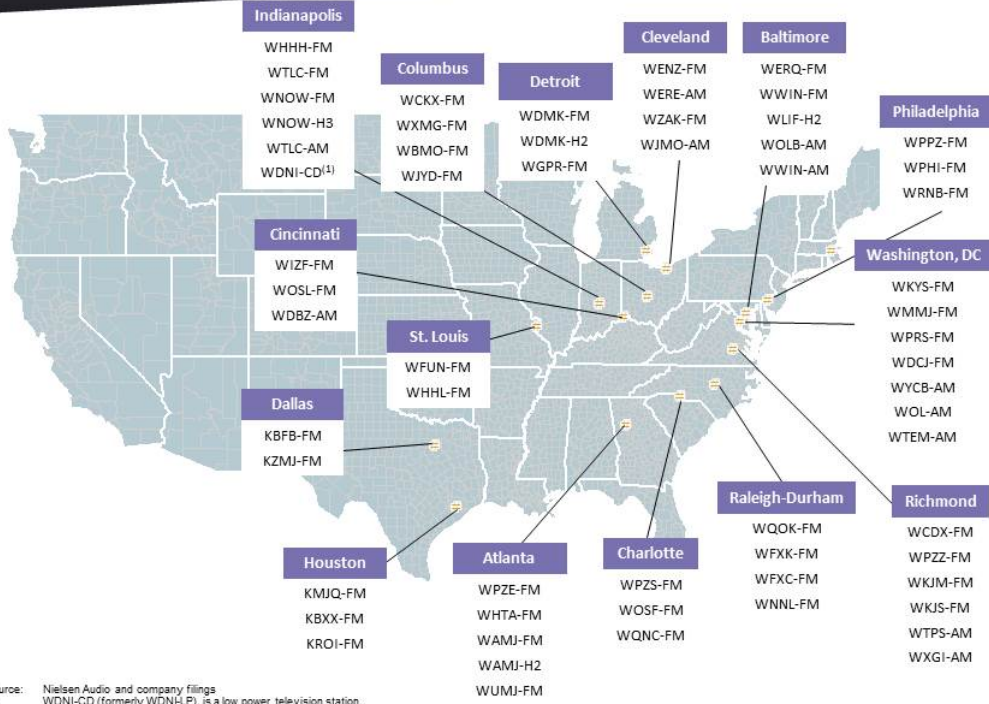 Indianapolis
WHHH-FM
WTLC-FM
WNOW-FM
WNOW-H3
WTLC-AM
WDNI-CD(1)
Columbus
WCKX-FM
WXMG-FM
WBMO-FM
WJYD-FM
Detroit
WDMK-FM
WDMK-H2
WGPR-FM
Cleveland
WENZ-FM
WERE-AM
WZAK-FM
WJMO-AM
Baltimore
WERQ-FM
WWIN-FM
WLIF-H2
WOLB-AM
WWIN-AM
Philadelphia
WPPZ-FM
WPHI-FM
WRNB-FM
Cincinnati
WIZF-FM
WOSL-FM
WDBZ-AM
Washington, DC
WKYS-FM
WMMJ-FM
WPRS-FM
WDCJ-FM
WYCB-AM
WOL-AM
WTEM-AM
St. Louis
WFUN-FM
WHHL-FM
Dallas
KBFB-FM
KZMJ-FM
Houston
KMJQ-FM
KBXX-FM
KROI-FM
Atlanta
WPZE-FM
WHTA-FM
WAMJ-FM
WAMJ-H2
WUMJ-FM
Charlotte
WPZS-FM
WOSF-FM
WQNC-FM
Raleigh-Durham
WQOK-FM
WFXK-FM
WFXC-FM
WNNL-FM
Richmond
WCDX-FM
WPZZ-FM
WKJM-FM
WKJS-FM
WTPS-AM
WXGI-AM
urce: Nielsen Audio and company filings
WDNI-CD (formerly WDNI-LP), is a low power television station